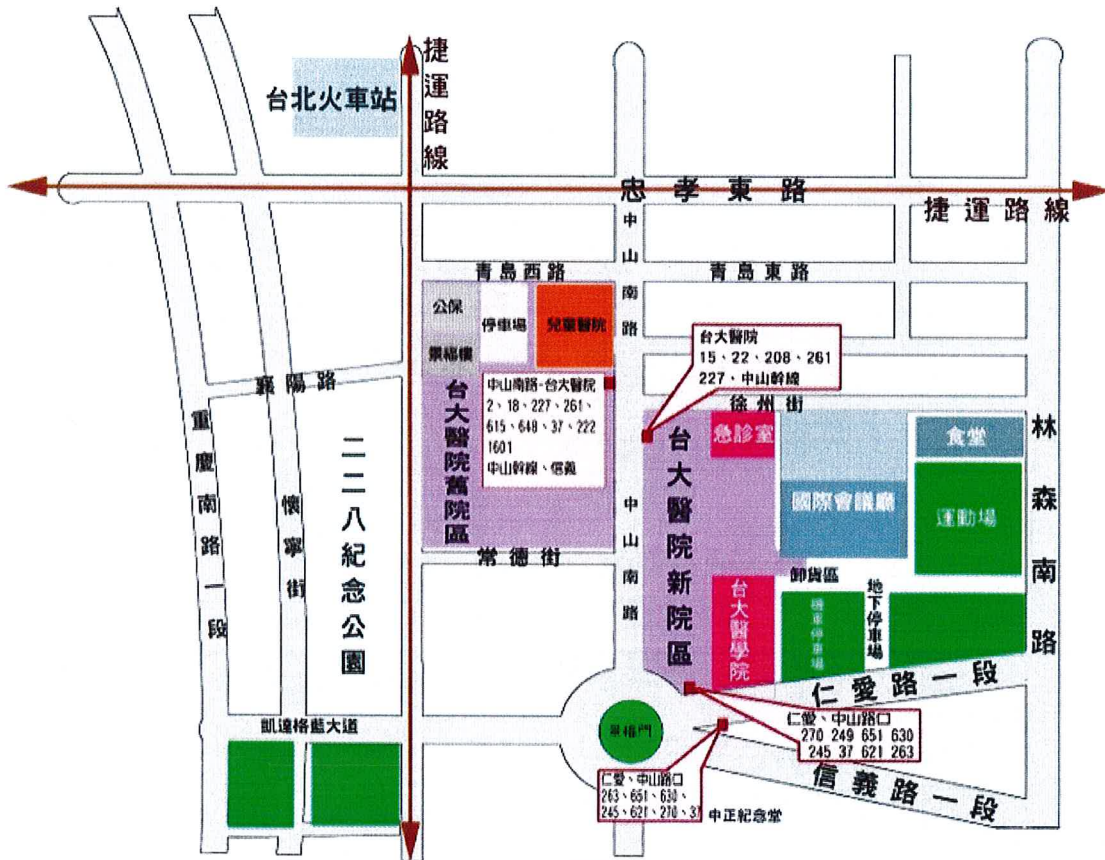 台北火車站
捷運路線
忠孝東路
捷運路線
中山南路
青島西路
青島東路
公保
停車場
兒童醫院
景福樓
台大醫院
15、22、208、261
227、中山幹線
襄陽路
中山南路-台大醫院
2、18、227、261、
615、648、37、222
1601
中山幹線、信義
徐州街
台大醫院舊院區
重慶南路一段
懷寧街
二二八紀念公園
台大醫院新院區
急診室
食堂
林森南路
國際會議廳
運動場
中山南路
常德街
卸貨區
台大醫學院
機車停車場
地下停車場
仁愛路一段
凱達格蘭大道
景福門
仁愛、中山路口
270 249 651 630
245 37 621 263
信義路一段
仁愛、中山路口
263、651、630、
245、621、270、37
中正紀念堂